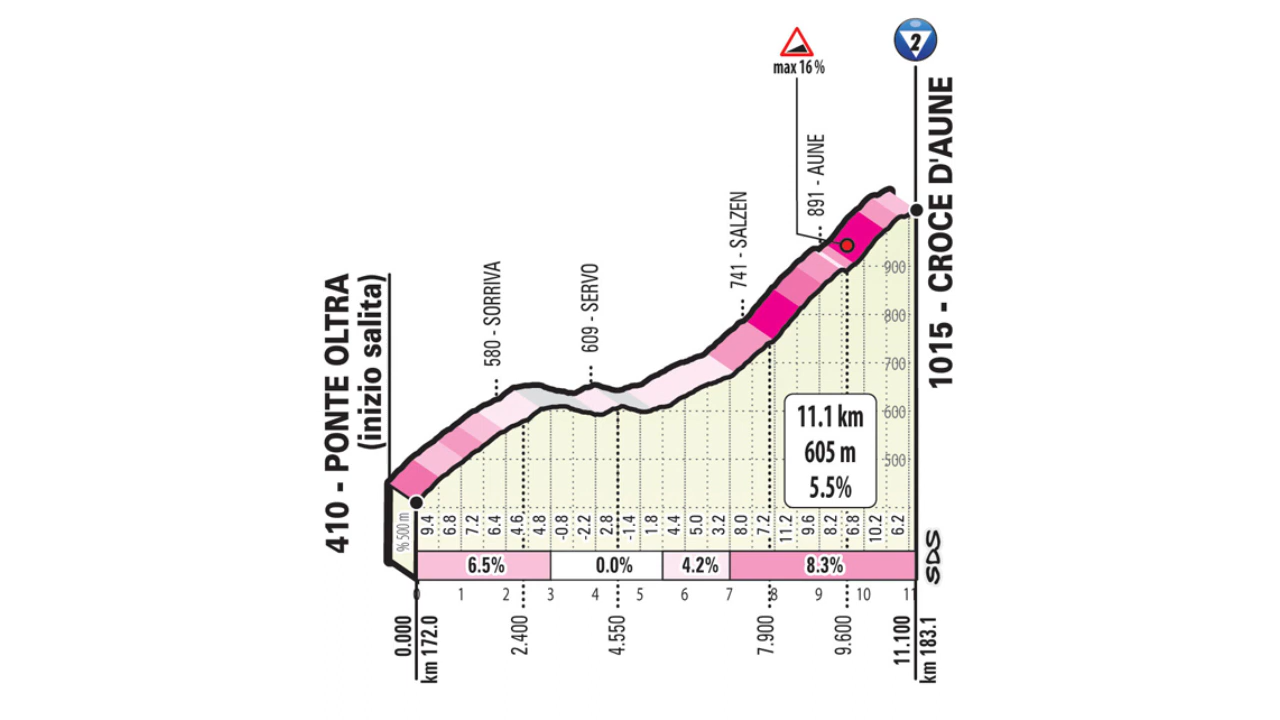 max 16%
2
410 - PONTE OLTRA
(inizio salita)
580 - SORRIVA
609 - SERVO
741 - SALZEN
891 - AUNE
1015 - CROCE D'AUNE
900
800
700
600
500
11.1 km
605 m
5.5%
% 500 m
9.4 6.8 7.2 6.4 4.6 4.8 -0.8 -2.2 2.8 -1.4 1.8 4.4 5.0 3.2 8.0 7.2 11.2 9.6 8.2 6.8 10.2 6.2
6.5% 0.0% 4.2% 8.3%
SDS
0 1 2 3 4 5 6 7 8 9 10 11
0.000 2.400 4.550 7.900 9.600 11.100
km 172.0 km 183.1